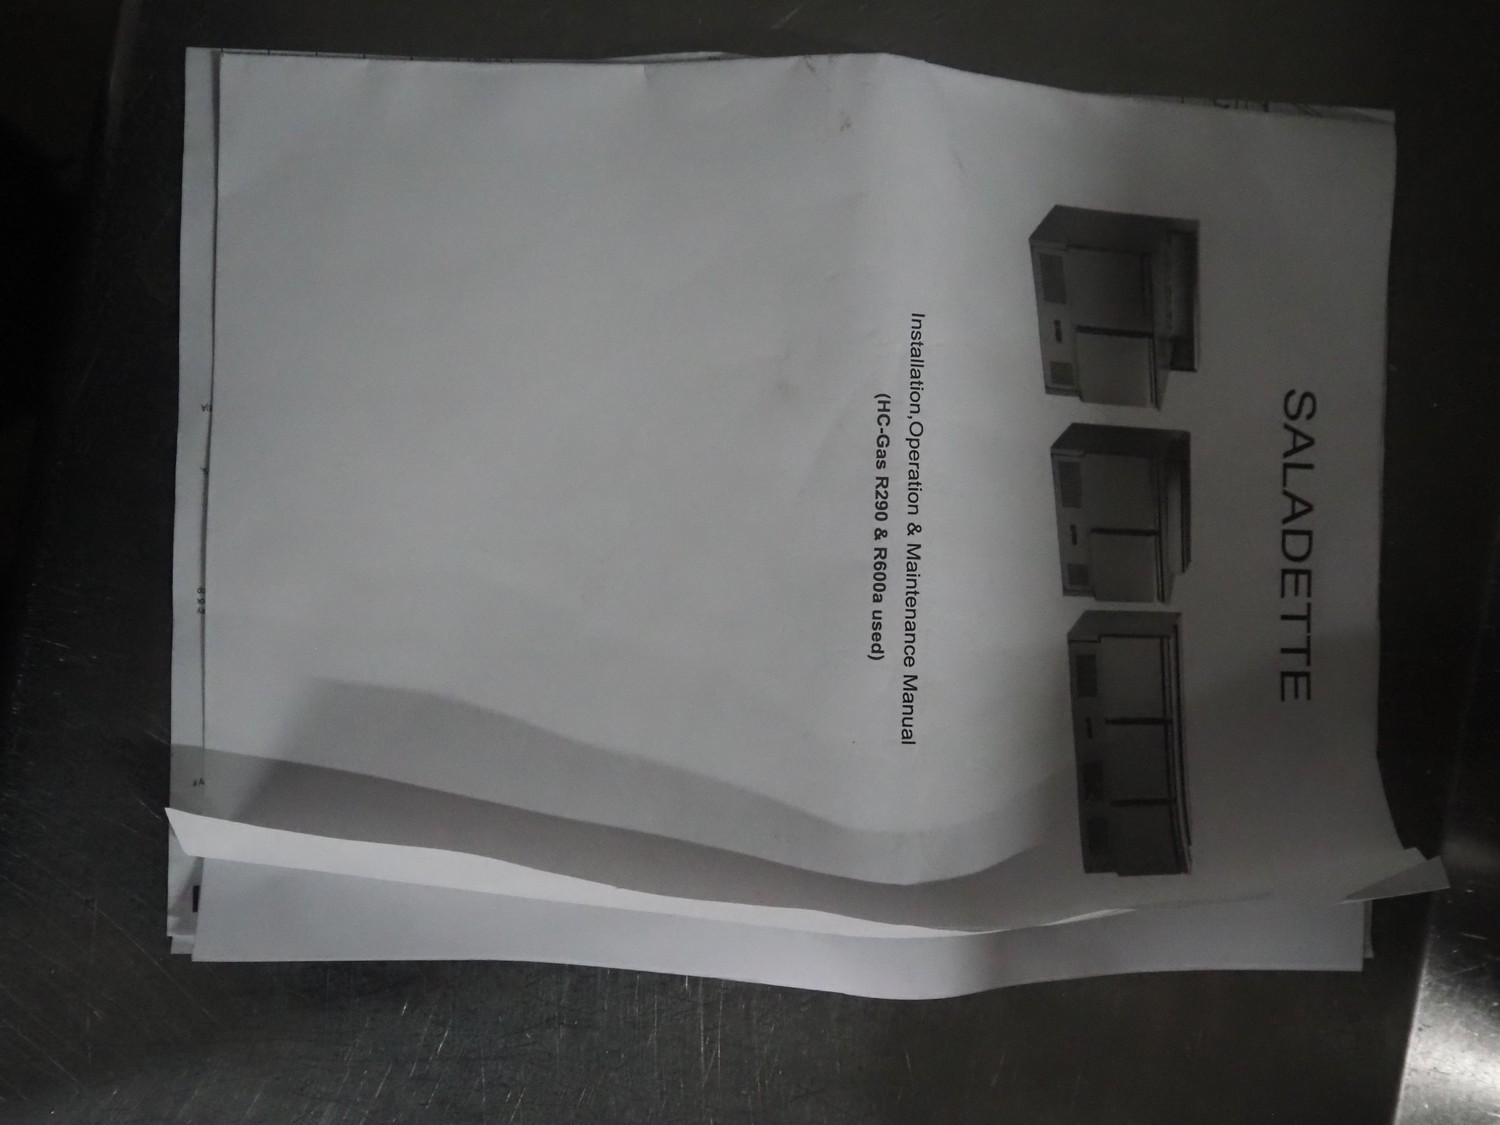 SALADETTE
Installation,Operation & Maintenance Manual
(HC-Gas R290 & R600a used)